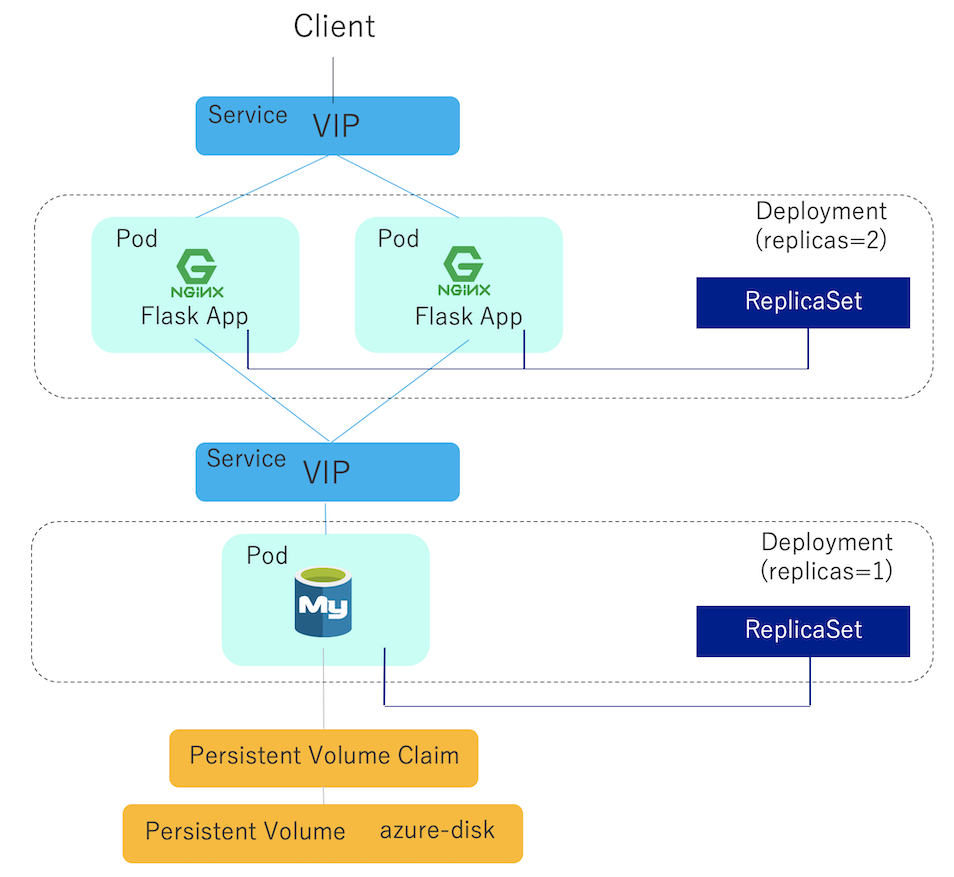 Client
Service
VIP
Deployment
(replicas=2)
Pod
Pod
G
G
NGINX
NGINX
ReplicaSet
Flask App
Flask App
Service
VIP
Deployment
(replicas=1)
Pod
My
ReplicaSet
Persistent Volume Claim
Persistent Volume azure-disk